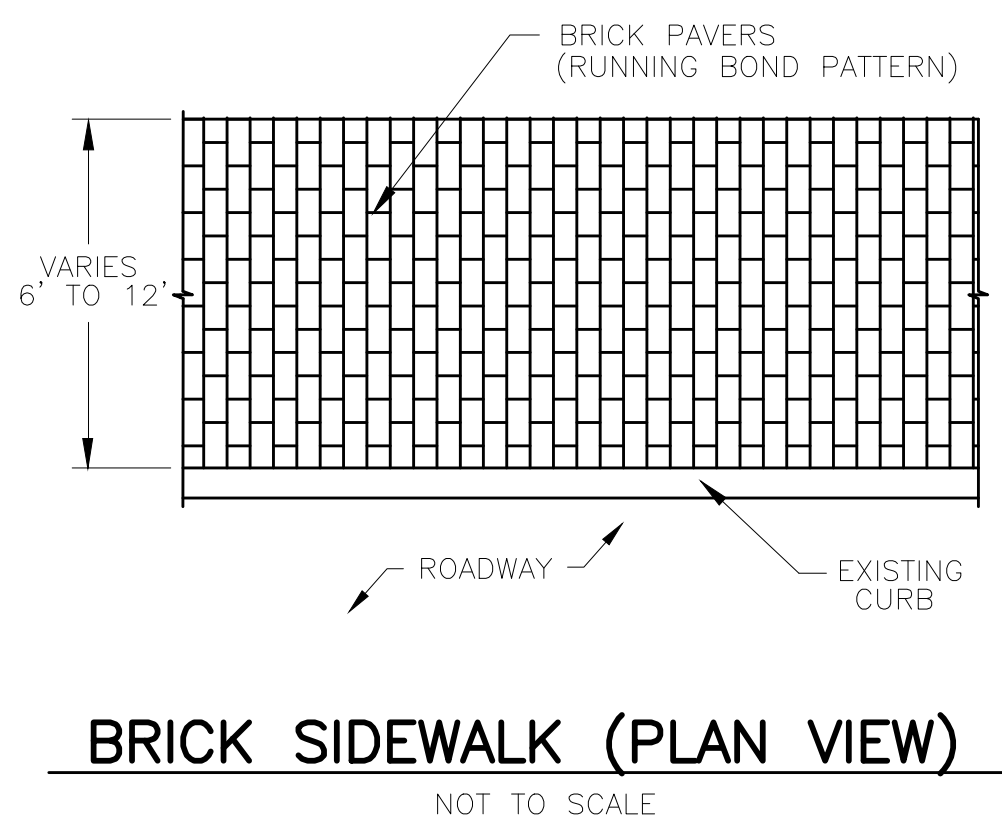 BRICK PAVERS
(RUNNING BOND PATTERN)
VARIES
6' TO 12'
ROADWAY
EXISTING
CURB
BRICK SIDEWALK (PLAN VIEW)
NOT TO SCALE